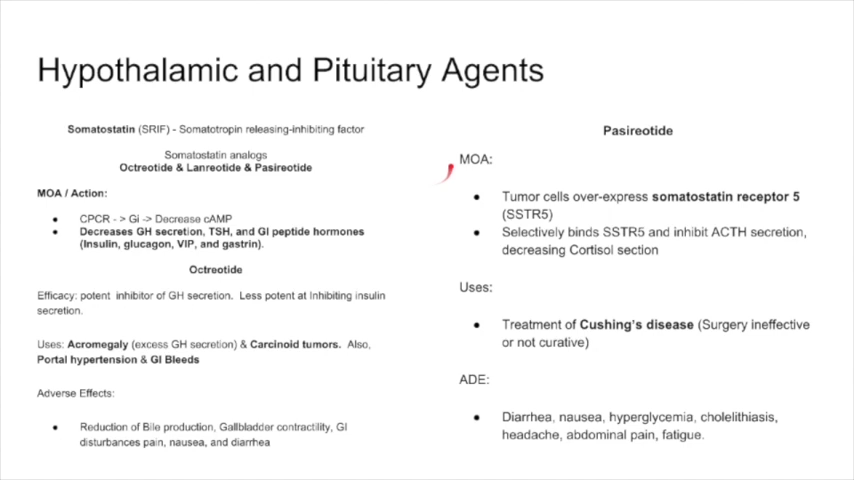 Hypothalamic and Pituitary Agents
Somatostatin (SRIF) - Somatotropin releasing-inhibiting factor
Somatostatin analogs
Octreotide & Lanreotide & Pasireotide
MOA / Action:
● CPCR - > Gi -> Decrease cAMP
● Decreases GH secretion, TSH, and GI peptide hormones
(Insulin, glucagon, VIP, and gastrin).
Octreotide
Efficacy: potent inhibitor of GH secretion. Less potent at Inhibiting insulin
secretion.
Uses: Acromegaly (excess GH secretion) & Carcinoid tumors. Also,
Portal hypertension & GI Bleeds
Adverse Effects:
● Reduction of Bile production, Gallbladder contractility, GI
disturbances pain, nausea, and diarrhea
Pasireotide
MOA:
● Tumor cells over-express somatostatin receptor 5
(SSTR5)
● Selectively binds SSTR5 and inhibit ACTH secretion,
decreasing Cortisol section
Uses:
● Treatment of Cushing's disease (Surgery ineffective
or not curative)
ADE:
● Diarrhea, nausea, hyperglycemia, cholelithiasis,
headache, abdominal pain, fatigue.